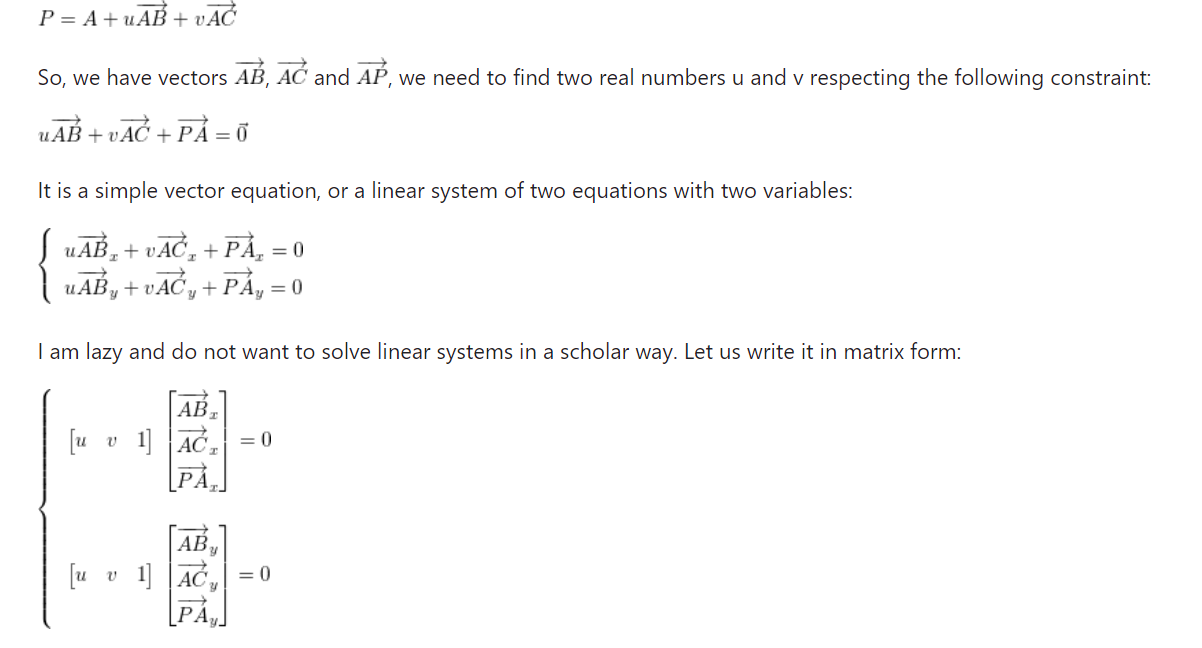 P = A + u\overrightarrow{AB} + v\overrightarrow{AC}
So, we have vectors \overrightarrow{AB}, \overrightarrow{AC} and \overrightarrow{AP}, we need to find two real numbers u and v respecting the following constraint:
u\overrightarrow{AB} + v\overrightarrow{AC} + \overrightarrow{PA} = \vec{0}
It is a simple vector equation, or a linear system of two equations with two variables:
\begin{cases} u\overrightarrow{AB}_x + v\overrightarrow{AC}_x + \overrightarrow{PA}_x = 0 \\
u\overrightarrow{AB}_y + v\overrightarrow{AC}_y + \overrightarrow{PA}_y = 0 \end{cases}
I am lazy and do not want to solve linear systems in a scholar way. Let us write it in matrix form:
\begin{cases} \begin{bmatrix} u & v & 1 \end{bmatrix} \begin{bmatrix} \overrightarrow{AB}_x \\ \overrightarrow{AC}_x \\ \overrightarrow{PA}_x \end{bmatrix} = 0 \\
\begin{bmatrix} u & v & 1 \end{bmatrix} \begin{bmatrix} \overrightarrow{AB}_y \\ \overrightarrow{AC}_y \\ \overrightarrow{PA}_y \end{bmatrix} = 0 \end{cases}